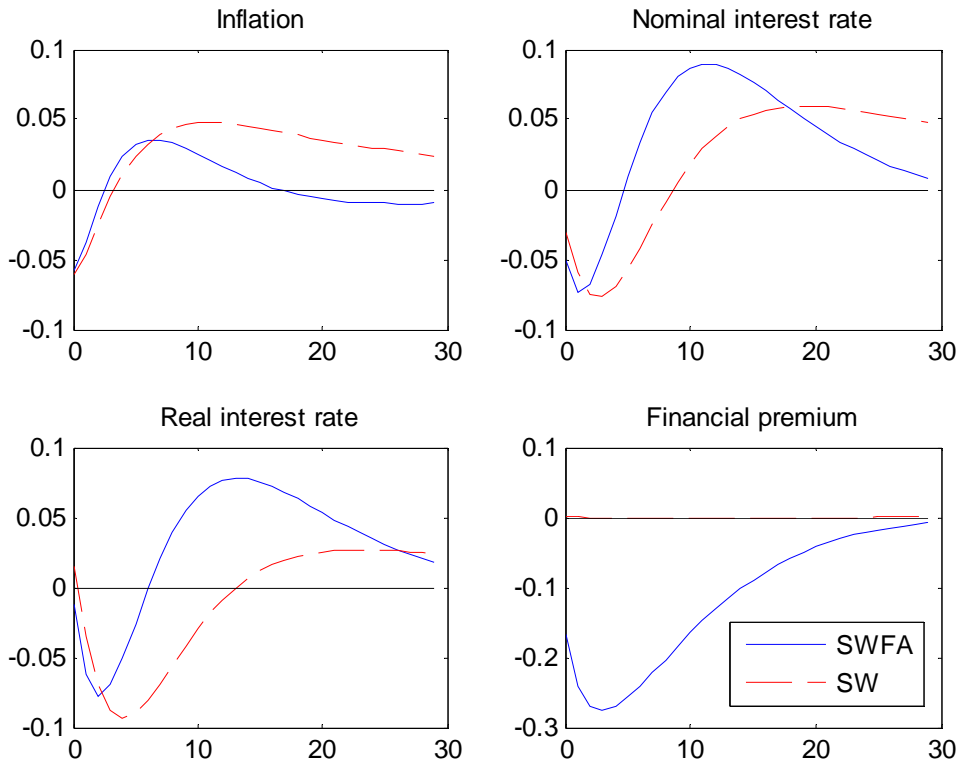 Inflation
0.1
0.05
0
-0.05
-0.1
0 10 20 30
Nominal interest rate
0.1
0.05
0
-0.05
-0.1
0 10 20 30
Real interest rate
0.1
0.05
0
-0.05
-0.1
0 10 20 30
Financial premium
0.1
0
-0.1
-0.2
-0.3
0 10 20 30
SWFA
SW